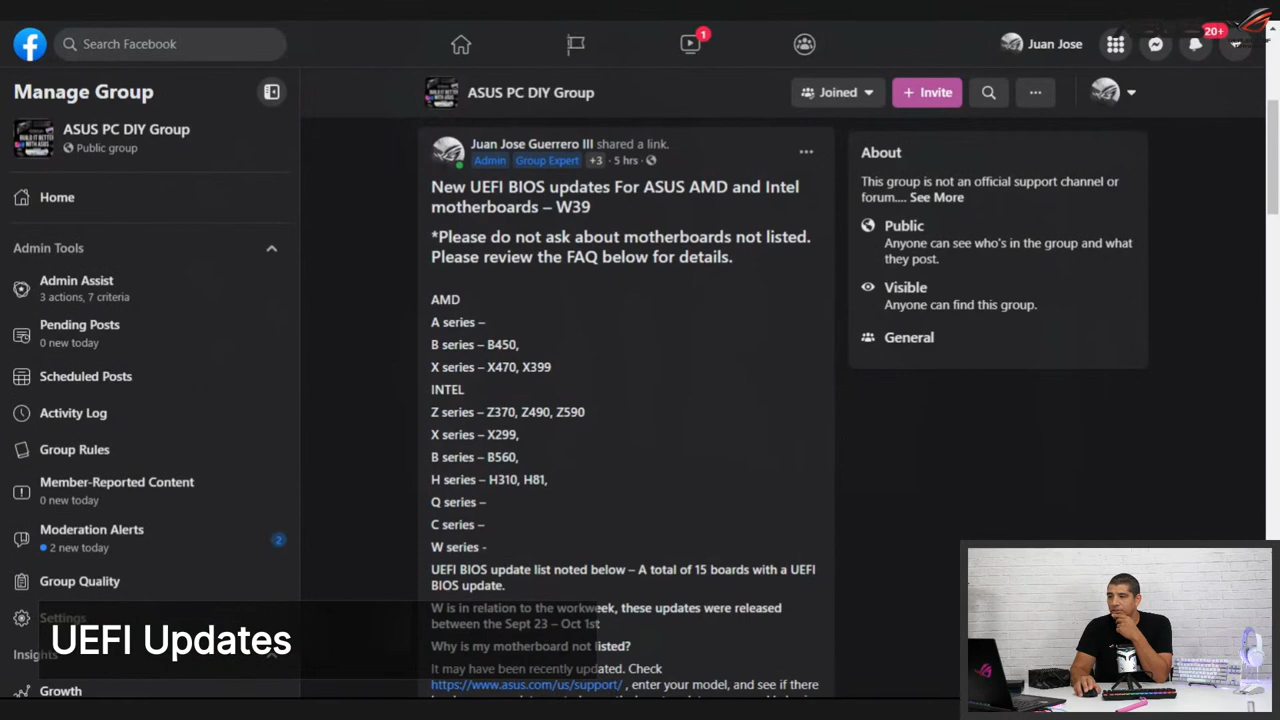 Search Facebook
1
Juan Jose
20+
Manage Group
ASUS PC DIY Group
Public group
Home
Admin Tools
Admin Assist
3 actions, 7 criteria
Pending Posts
0 new today
Scheduled Posts
Activity Log
Group Rules
Member-Reported Content
0 new today
Moderation Alerts
2 new today
2
Group Quality
Settings
Insights
Growth
UEFI Updates
ASUS PC DIY Group
Joined
+ Invite
Juan Jose Guerrero III shared a link.
Admin Group Expert +3 · 5 hrs ·
New UEFI BIOS updates For ASUS AMD and Intel
motherboards – W39
*Please do not ask about motherboards not listed.
Please review the FAQ below for details.
AMD
A series –
B series – B450,
X series – X470, X399
INTEL
Z series – Z370, Z490, Z590
X series – X299,
B series – B560,
H series – H310, H81,
Q series –
C series –
W series -
UEFI BIOS update list noted below – A total of 15 boards with a UEFI
BIOS update.
W is in relation to the workweek, these updates were released
between the Sept 23 – Oct 1st
Why is my motherboard not listed?
It may have been recently updated. Check
https://www.asus.com/us/support/ , enter your model, and see if there
About
This group is not an official support channel or
forum.... See More
Public
Anyone can see who's in the group and what
they post.
Visible
Anyone can find this group.
General